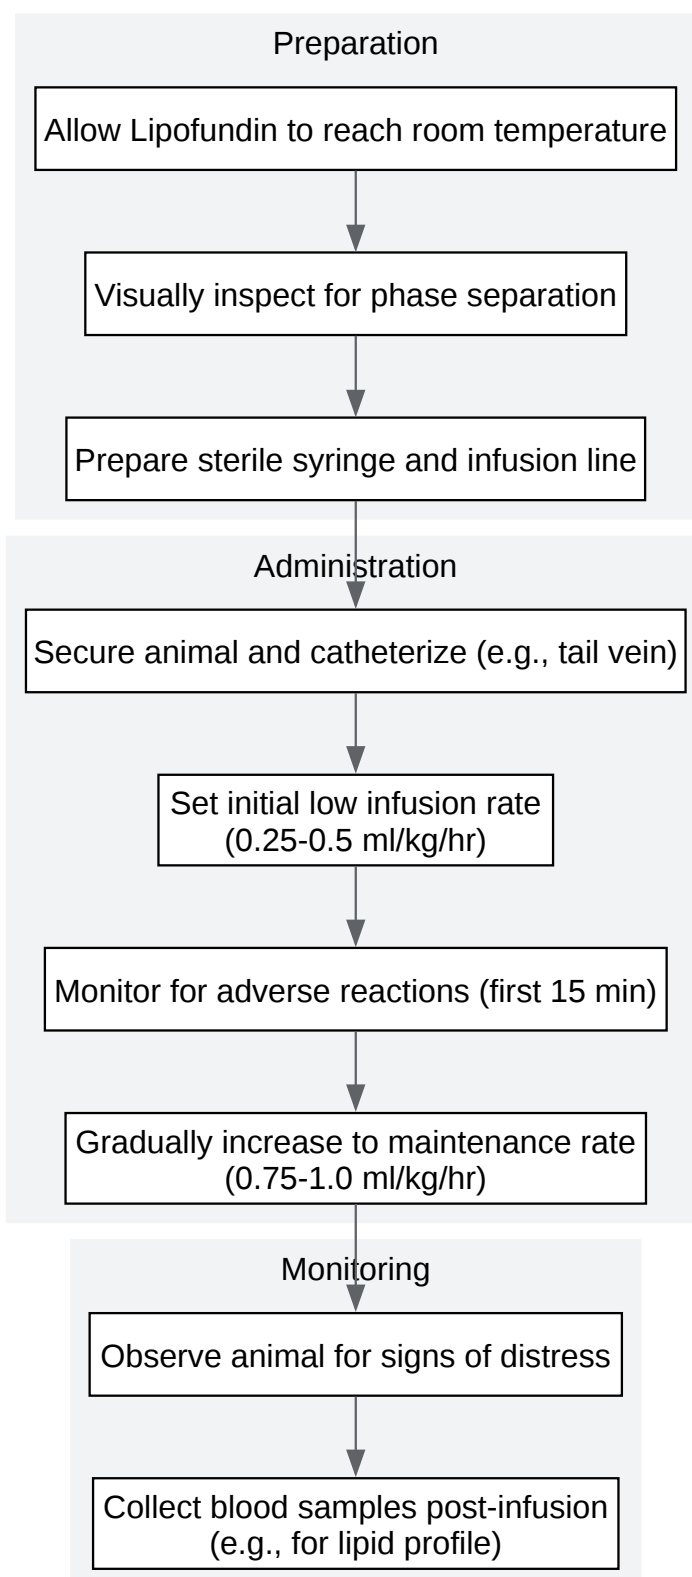 Preparation
Allow Lipofundin to reach room temperature
Visually inspect for phase separation
Prepare sterile syringe and infusion line
Administration
Secure animal and catheterize (e.g., tail vein)
Set initial low infusion rate
(0.25-0.5 ml/kg/hr)
Monitor for adverse reactions (first 15 min)
Gradually increase to maintenance rate
(0.75-1.0 ml/kg/hr)
Monitoring
Observe animal for signs of distress
Collect blood samples post-infusion
(e.g., for lipid profile)